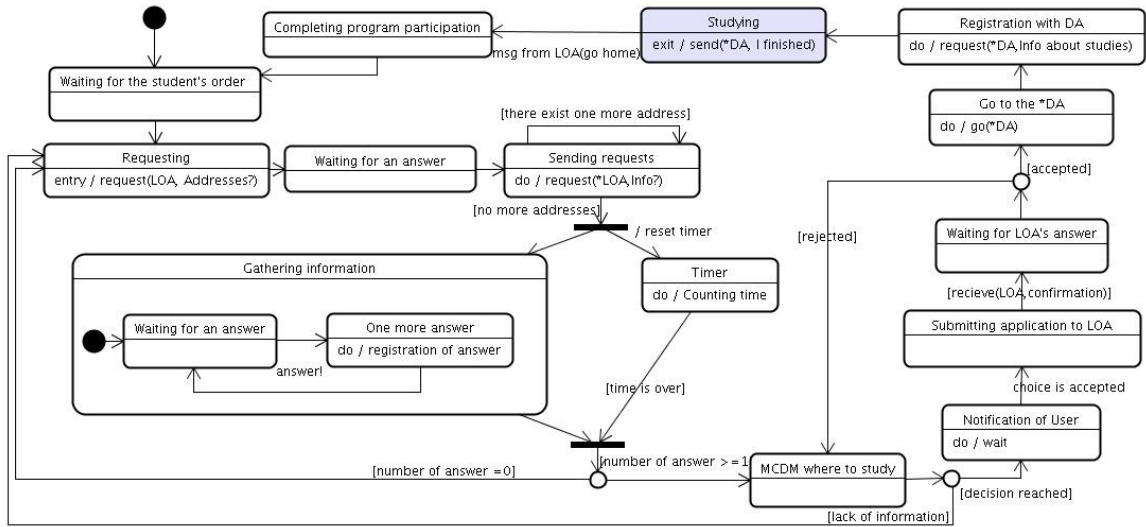 Completing program participation
Studying
exit / send(*DA, I finished)
Registration with DA
do / request(*DA,Info about studies)
msg from LOA(go home)
Waiting for the student's order
Go to the *DA
do / go(*DA)
[there exist one more address]
Requesting
entry / request(LOA, Addresses?)
Waiting for an answer
Sending requests
do / request(*LOA,Info?)
[accepted]
[no more addresses]
/ reset timer
[rejected]
Waiting for LOA's answer
Gathering information
Timer
do / Counting time
[recieve(LOA,confirmation)]
Waiting for an answer
One more answer
do / registration of answer
answer!
Submitting application to LOA
[time is over]
choice is accepted
Notification of User
do / wait
[number of answer =0]
[number of answer >=1
MCDM where to study
[decision reached]
[lack of information]